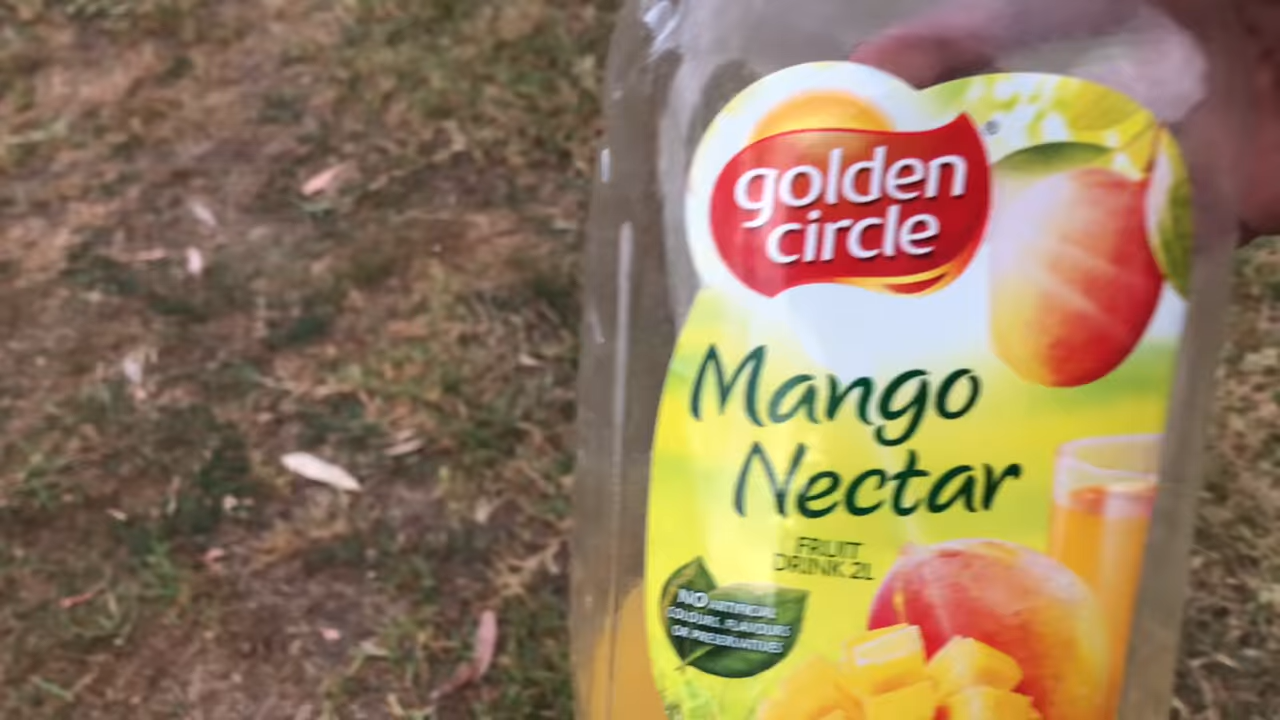 golden
circle
®
Mango
Nectar
FRUIT
DRINK 2L
NO ARTIFICIAL
COLOURS, FLAVOURS
OR PRESERVATIVES